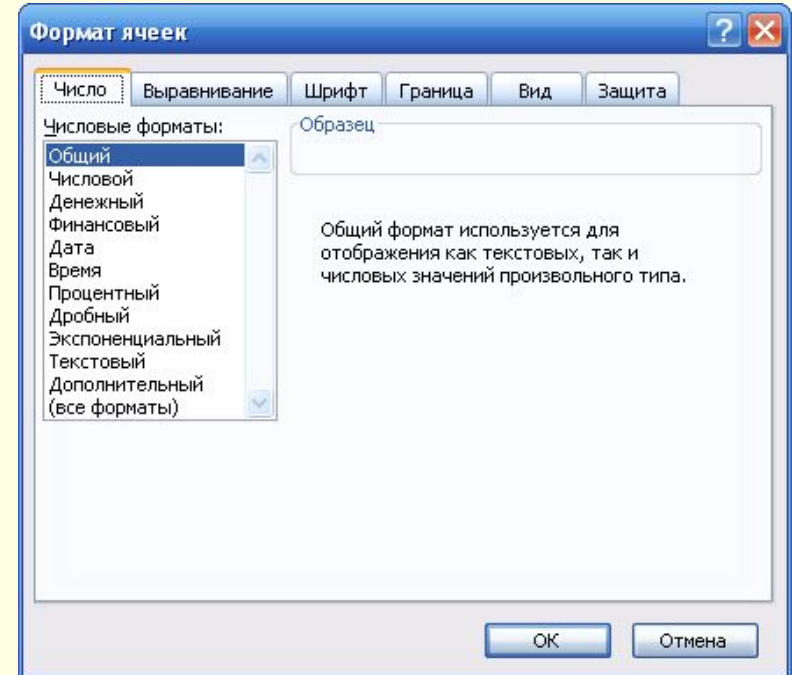 Формат ячеек
Число Выравнивание Шрифт Граница Вид Защита
Числовые форматы:
Общий
Числовой
Денежный
Финансовый
Дата
Время
Процентный
Дробный
Экспоненциальный
Текстовый
Дополнительный
(все форматы)
Образец
Общий формат используется для
отображения как текстовых, так и
числовых значений произвольного типа.
ОК Отмена